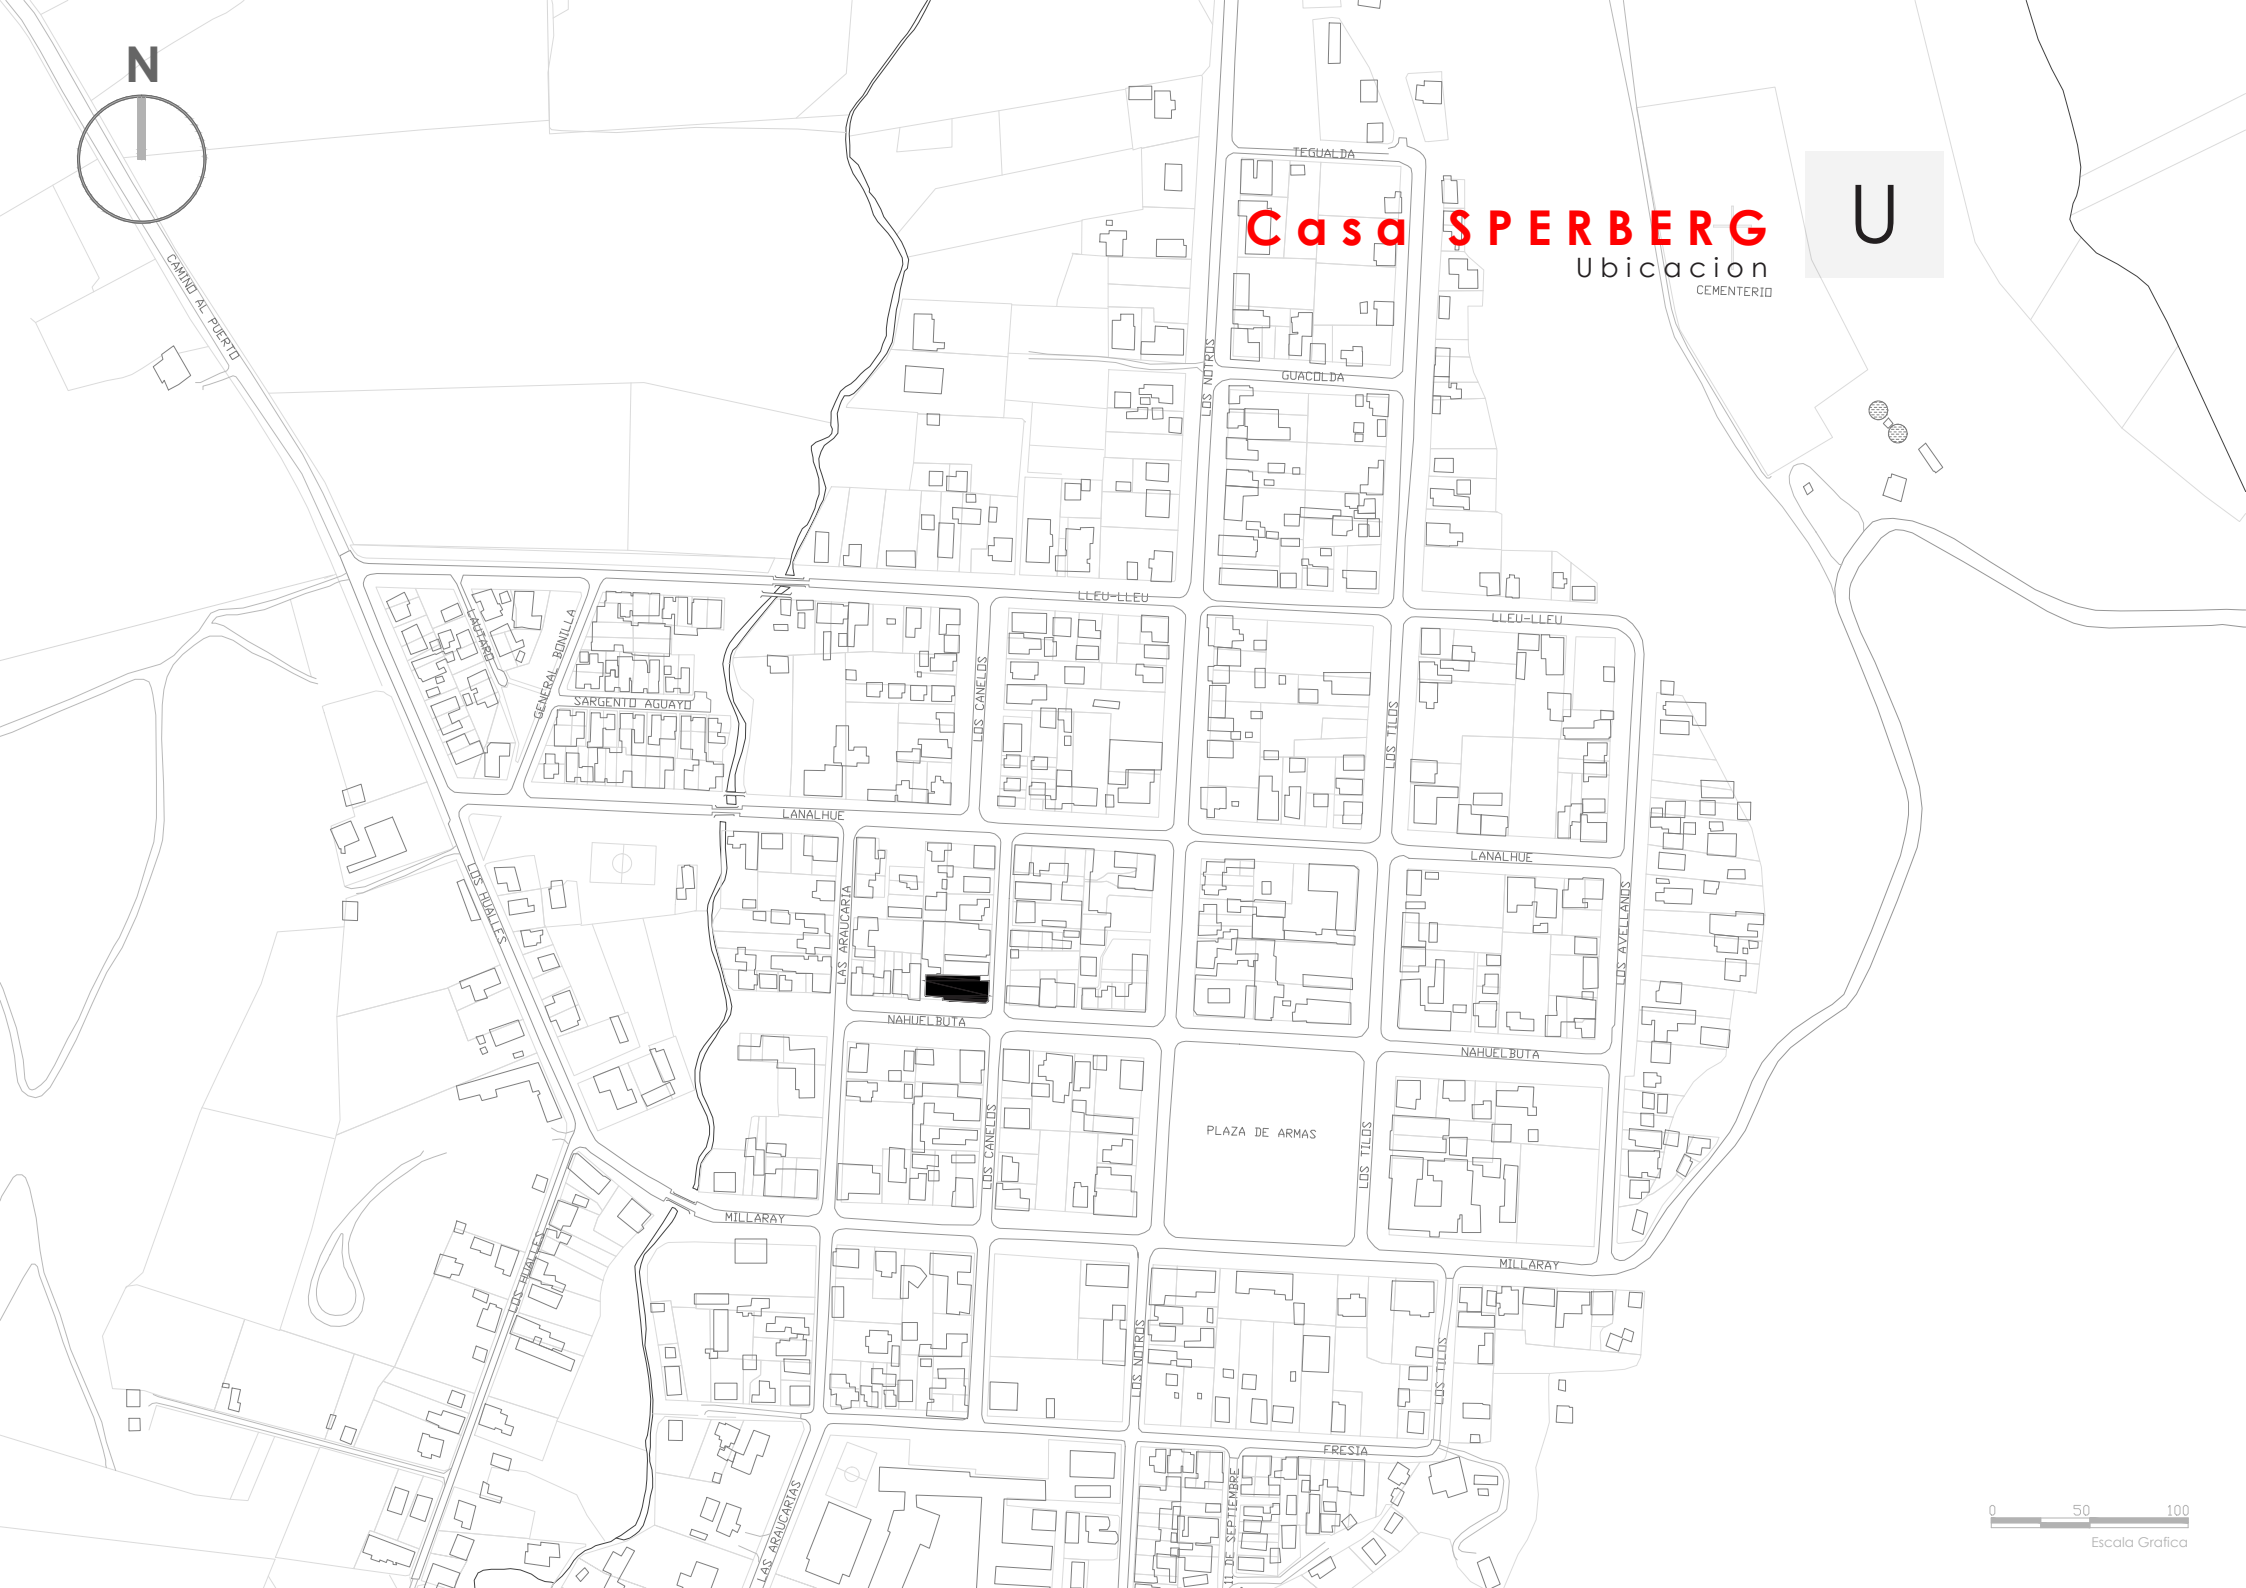 N
Casa SPERBERG
U
Ubicacion
CEMENTERIO
TEGUALDA
CAMINO AL PUERTO
LOS NOTROS
GUACOLDA
LLEU-LLEU
LLEU-LLEU
LAUTARO
GENERAL BONILLA
SARGENTO AGUAYO
LOS CANELOS
LOS TILOS
LANALHUE
LANALHUE
LOS HUALLES
LAS ARAUCARIA
LOS AVELLANOS
NAHUELBUTA
NAHUELBUTA
LOS CANELOS
PLAZA DE ARMAS
LOS TILOS
MILLARAY
LOS HUALLES
MILLARAY
LOS NOTROS
LOS TILOS
FRESIA
LAS ARAUCARIAS
11 DE SEPTIEMBRE
0 50 100
Escala Grafica